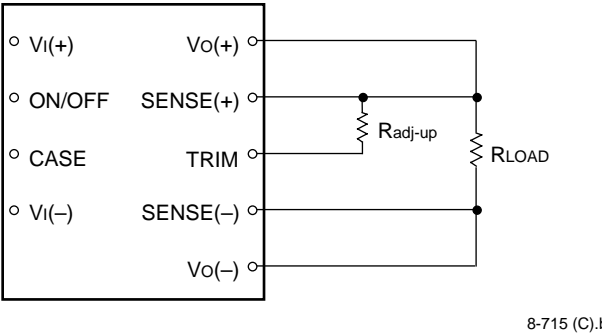 VI(+) VO(+)
ON/OFF SENSE(+)
Radj-up
CASE TRIM
RLOAD
VI(–) SENSE(–)
VO(–)
8-715 (C).b